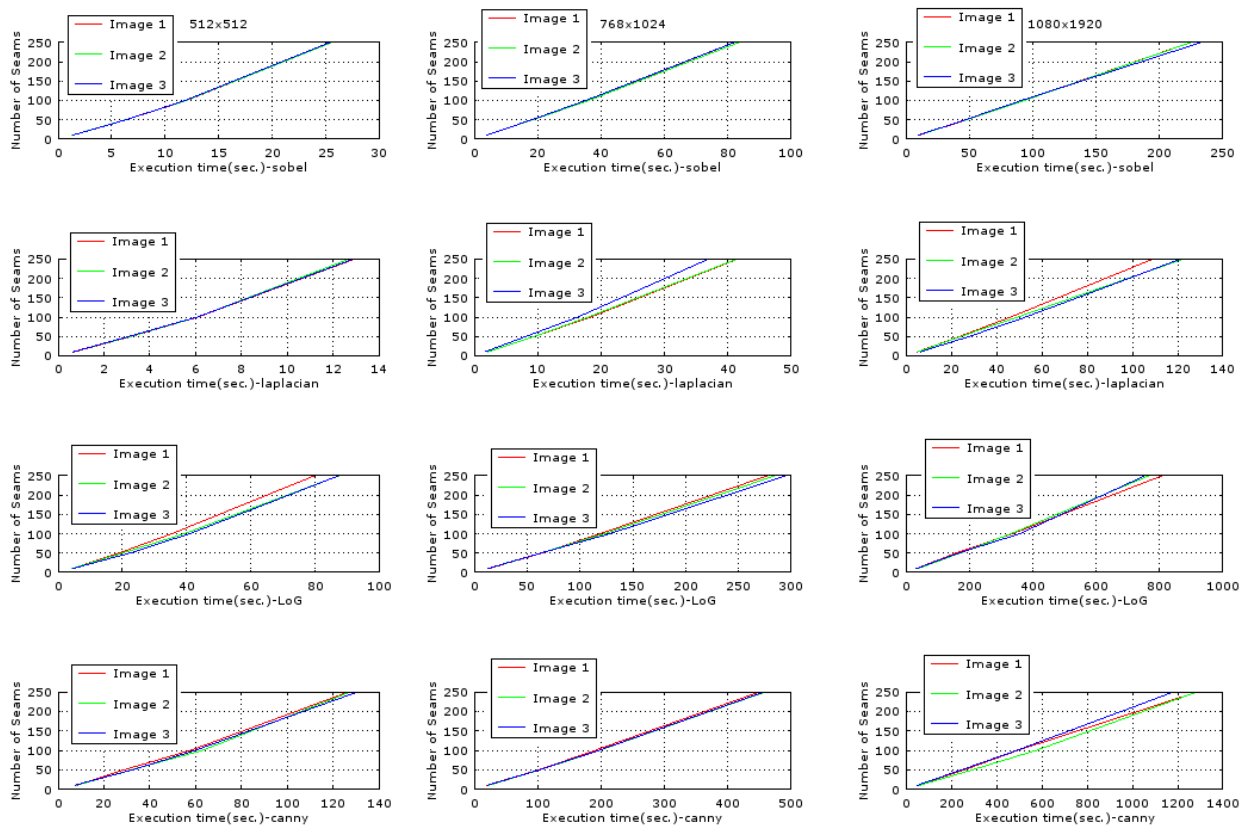 Image 1
512x512
Image 2
Image 3
Number of Seams
250
200
150
100
50
0
0 5 10 15 20 25 30
Execution time(sec.)-sobel
Image 1
768x1024
Image 2
Image 3
Number of Seams
250
200
150
100
50
0
0 20 40 60 80 100
Execution time(sec.)-sobel
Image 1
1080x1920
Image 2
Image 3
Number of Seams
250
200
150
100
50
0
0 50 100 150 200 250
Execution time(sec.)-sobel
Image 1
Image 2
Image 3
Number of Seams
250
200
150
100
50
0
0 2 4 6 8 10 12 14
Execution time(sec.)-laplacian
Image 1
Image 2
Image 3
Number of Seams
250
200
150
100
50
0
0 10 20 30 40 50
Execution time(sec.)-laplacian
Image 1
Image 2
Image 3
Number of Seams
250
200
150
100
50
0
0 20 40 60 80 100 120 140
Execution time(sec.)-laplacian
Image 1
Image 2
Image 3
Number of Seams
250
200
150
100
50
0
0 20 40 60 80 100
Execution time(sec.)-LoG
Image 1
Image 2
Image 3
Number of Seams
250
200
150
100
50
0
0 50 100 150 200 250 300
Execution time(sec.)-LoG
Image 1
Image 2
Image 3
Number of Seams
250
200
150
100
50
0
0 200 400 600 800 1000
Execution time(sec.)-LoG
Image 1
Image 2
Image 3
Number of Seams
250
200
150
100
50
0
0 20 40 60 80 100 120 140
Execution time(sec.)-canny
Image 1
Image 2
Image 3
Number of Seams
250
200
150
100
50
0
0 100 200 300 400 500
Execution time(sec.)-canny
Image 1
Image 2
Image 3
Number of Seams
250
200
150
100
50
0
0 200 400 600 800 1000 1200 1400
Execution time(sec.)-canny